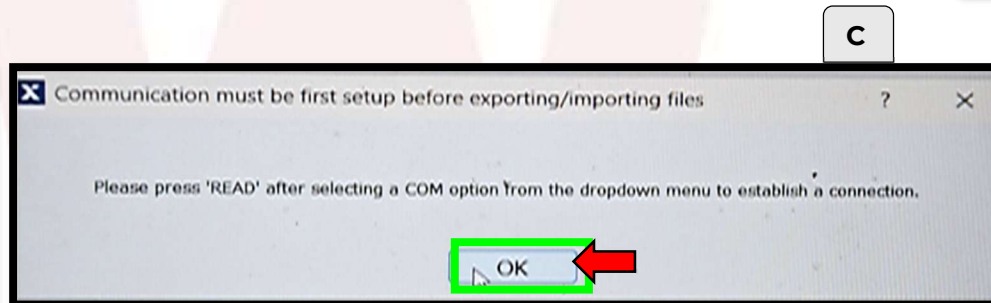 C
X Communication must be first setup before exporting/importing files ? ×
Please press 'READ' after selecting a COM option from the dropdown menu to establish a connection.
OK